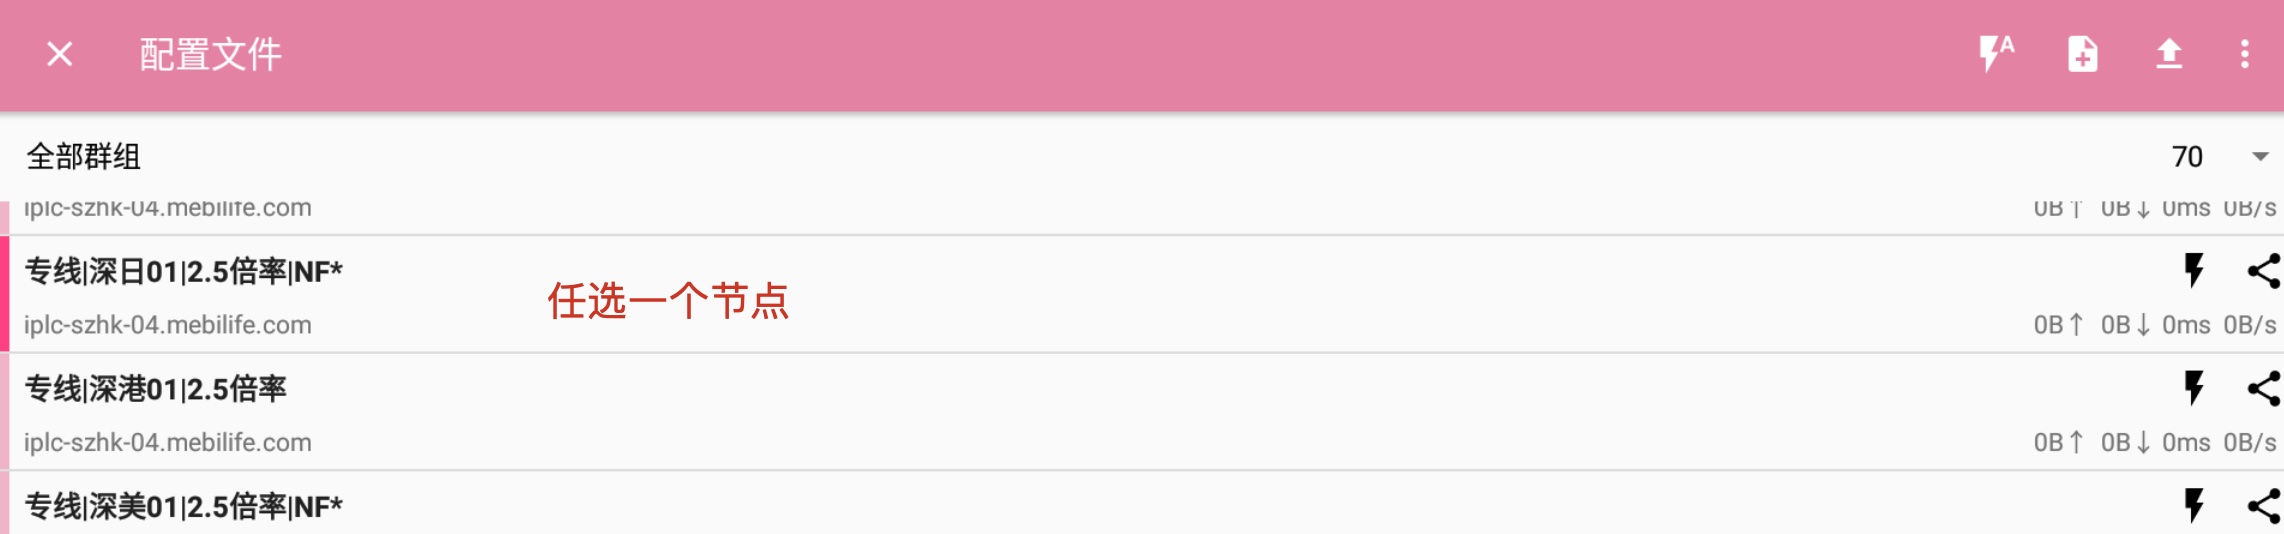 配置文件
全部群组 70
iplc-szhk-04.mebilife.com 0B↑ 0B↓ 0ms 0B/s
专线|深日01|2.5倍率|NF*
任选一个节点
iplc-szhk-04.mebilife.com 0B↑ 0B↓ 0ms 0B/s
专线|深港01|2.5倍率
iplc-szhk-04.mebilife.com 0B↑ 0B↓ 0ms 0B/s
专线|深美01|2.5倍率|NF*